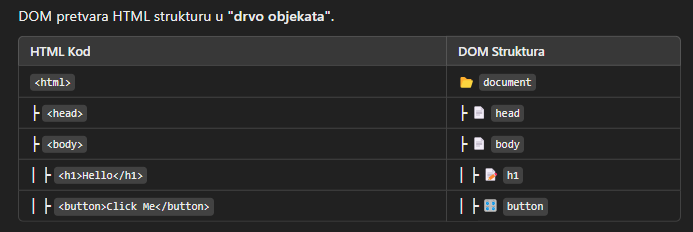 DOM pretvara HTML strukturu u "drvo objekata".
HTML Kod DOM Struktura
<html> 📂 document
├ <head> ├ 📄 head
├ <body> ├ 📄 body
│ ├ <h1>Hello</h1> │ ├ 📝 h1
│ ├ <button>Click Me</button> │ ├ 🎛 button